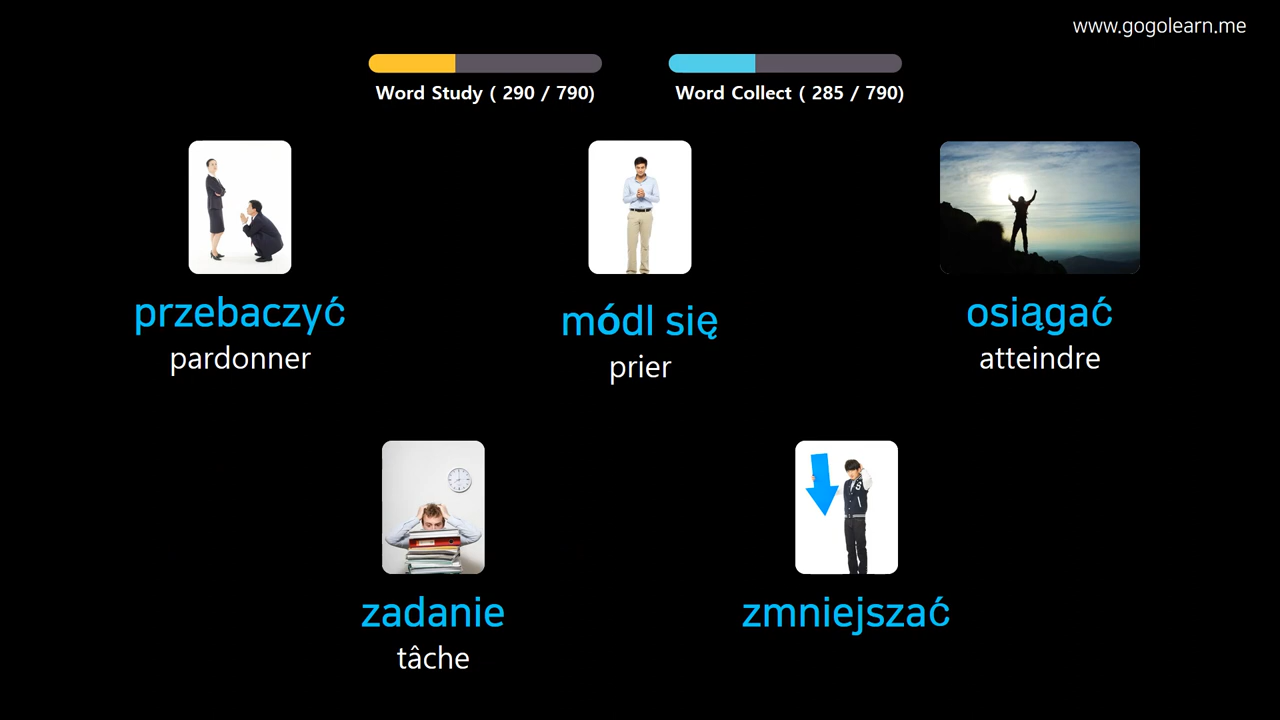 www.gogolearn.me
Word Study ( 290 / 790)
Word Collect ( 285 / 790)
przebaczyć
pardonner
módl się
prier
osiągać
atteindre
zadanie
tâche
zmniejszać